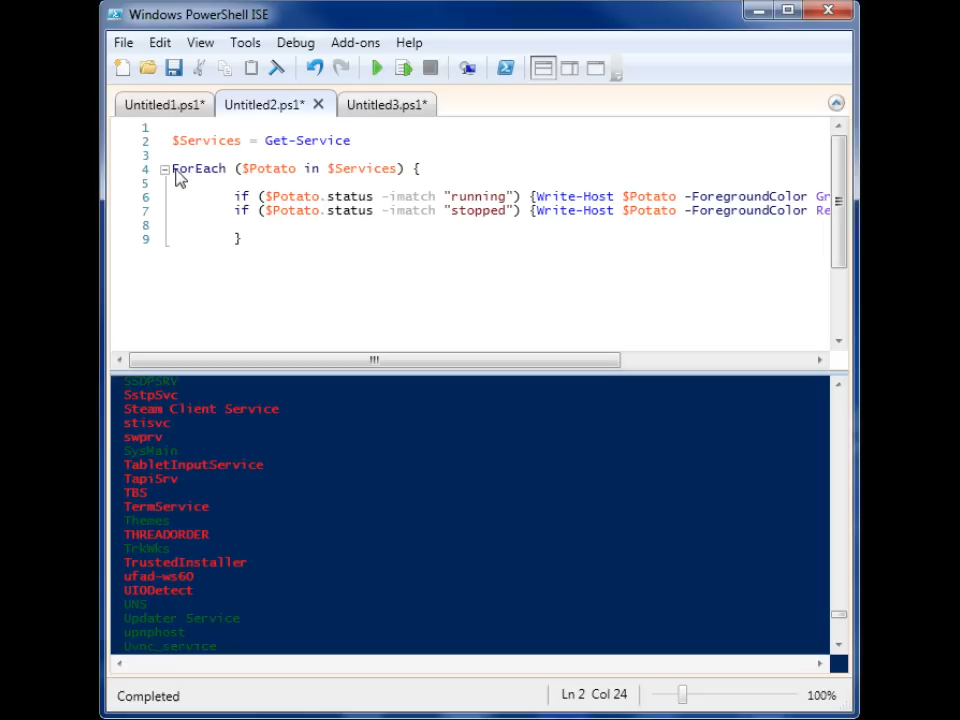 Windows PowerShell ISE
File Edit View Tools Debug Add-ons Help
Untitled1.ps1* Untitled2.ps1* Untitled3.ps1*
1
2 $Services = Get-Service
3
4 ForEach ($Potato in $Services) {
5
6 if ($Potato.status -imatch "running") {Write-Host $Potato -ForegroundColor Gr
7 if ($Potato.status -imatch "stopped") {Write-Host $Potato -ForegroundColor Re
8
9 }
SSDPSRV
SstpSvc
Steam Client Service
stisvc
swprv
SysMain
TabletInputService
TapiSrv
TBS
TermService
Themes
THREADORDER
TrkWks
TrustedInstaller
ufad-ws60
UI0Detect
UNS
Updater Service
upnphost
Uvnc_service
Completed Ln 2 Col 24 100%